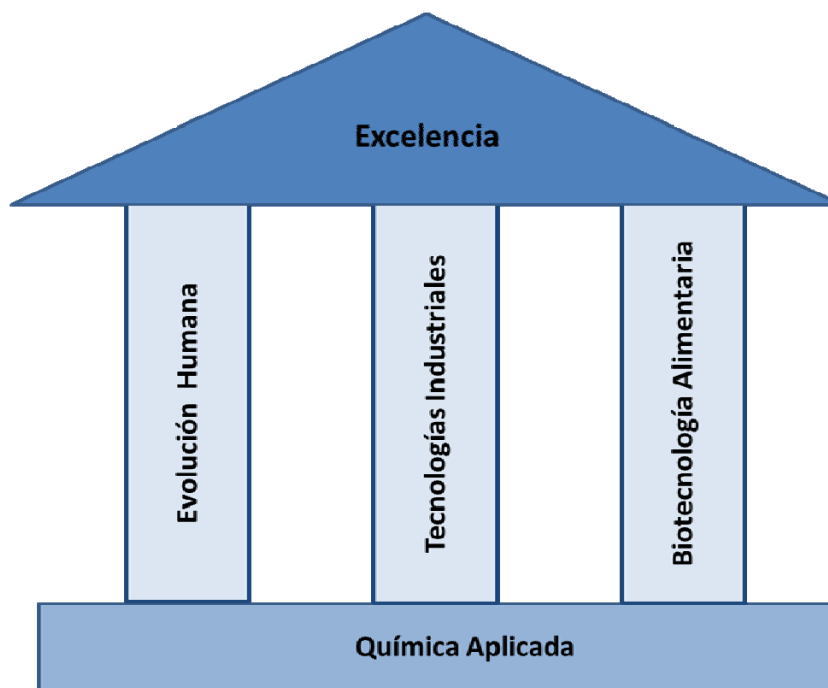 Excelencia
Evolución Humana
Tecnologías Industriales
Biotecnología Alimentaria
Química Aplicada